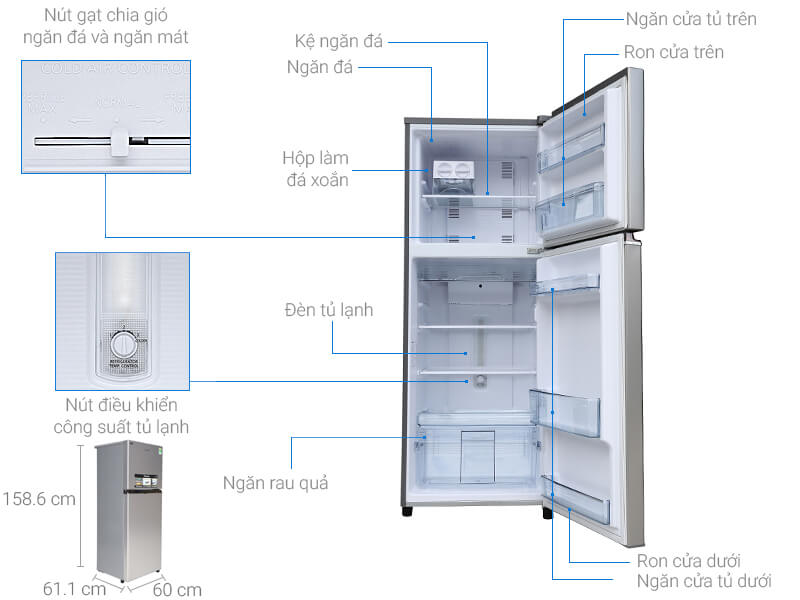 Nút gạt chia gió
ngăn đá và ngăn mát
COLD AIR CONTROL
MAX
NORMAL
MAX
Kệ ngăn đá
Ngăn đá
Hộp làm
đá xoắn
Ngăn cửa tủ trên
Ron cửa trên
REFRIGERATOR
TEMP. CONTROL
Nút điều khiển
công suất tủ lạnh
Đèn tủ lạnh
Ngăn rau quả
158.6 cm
61.1 cm
60 cm
Ron cửa dưới
Ngăn cửa tủ dưới